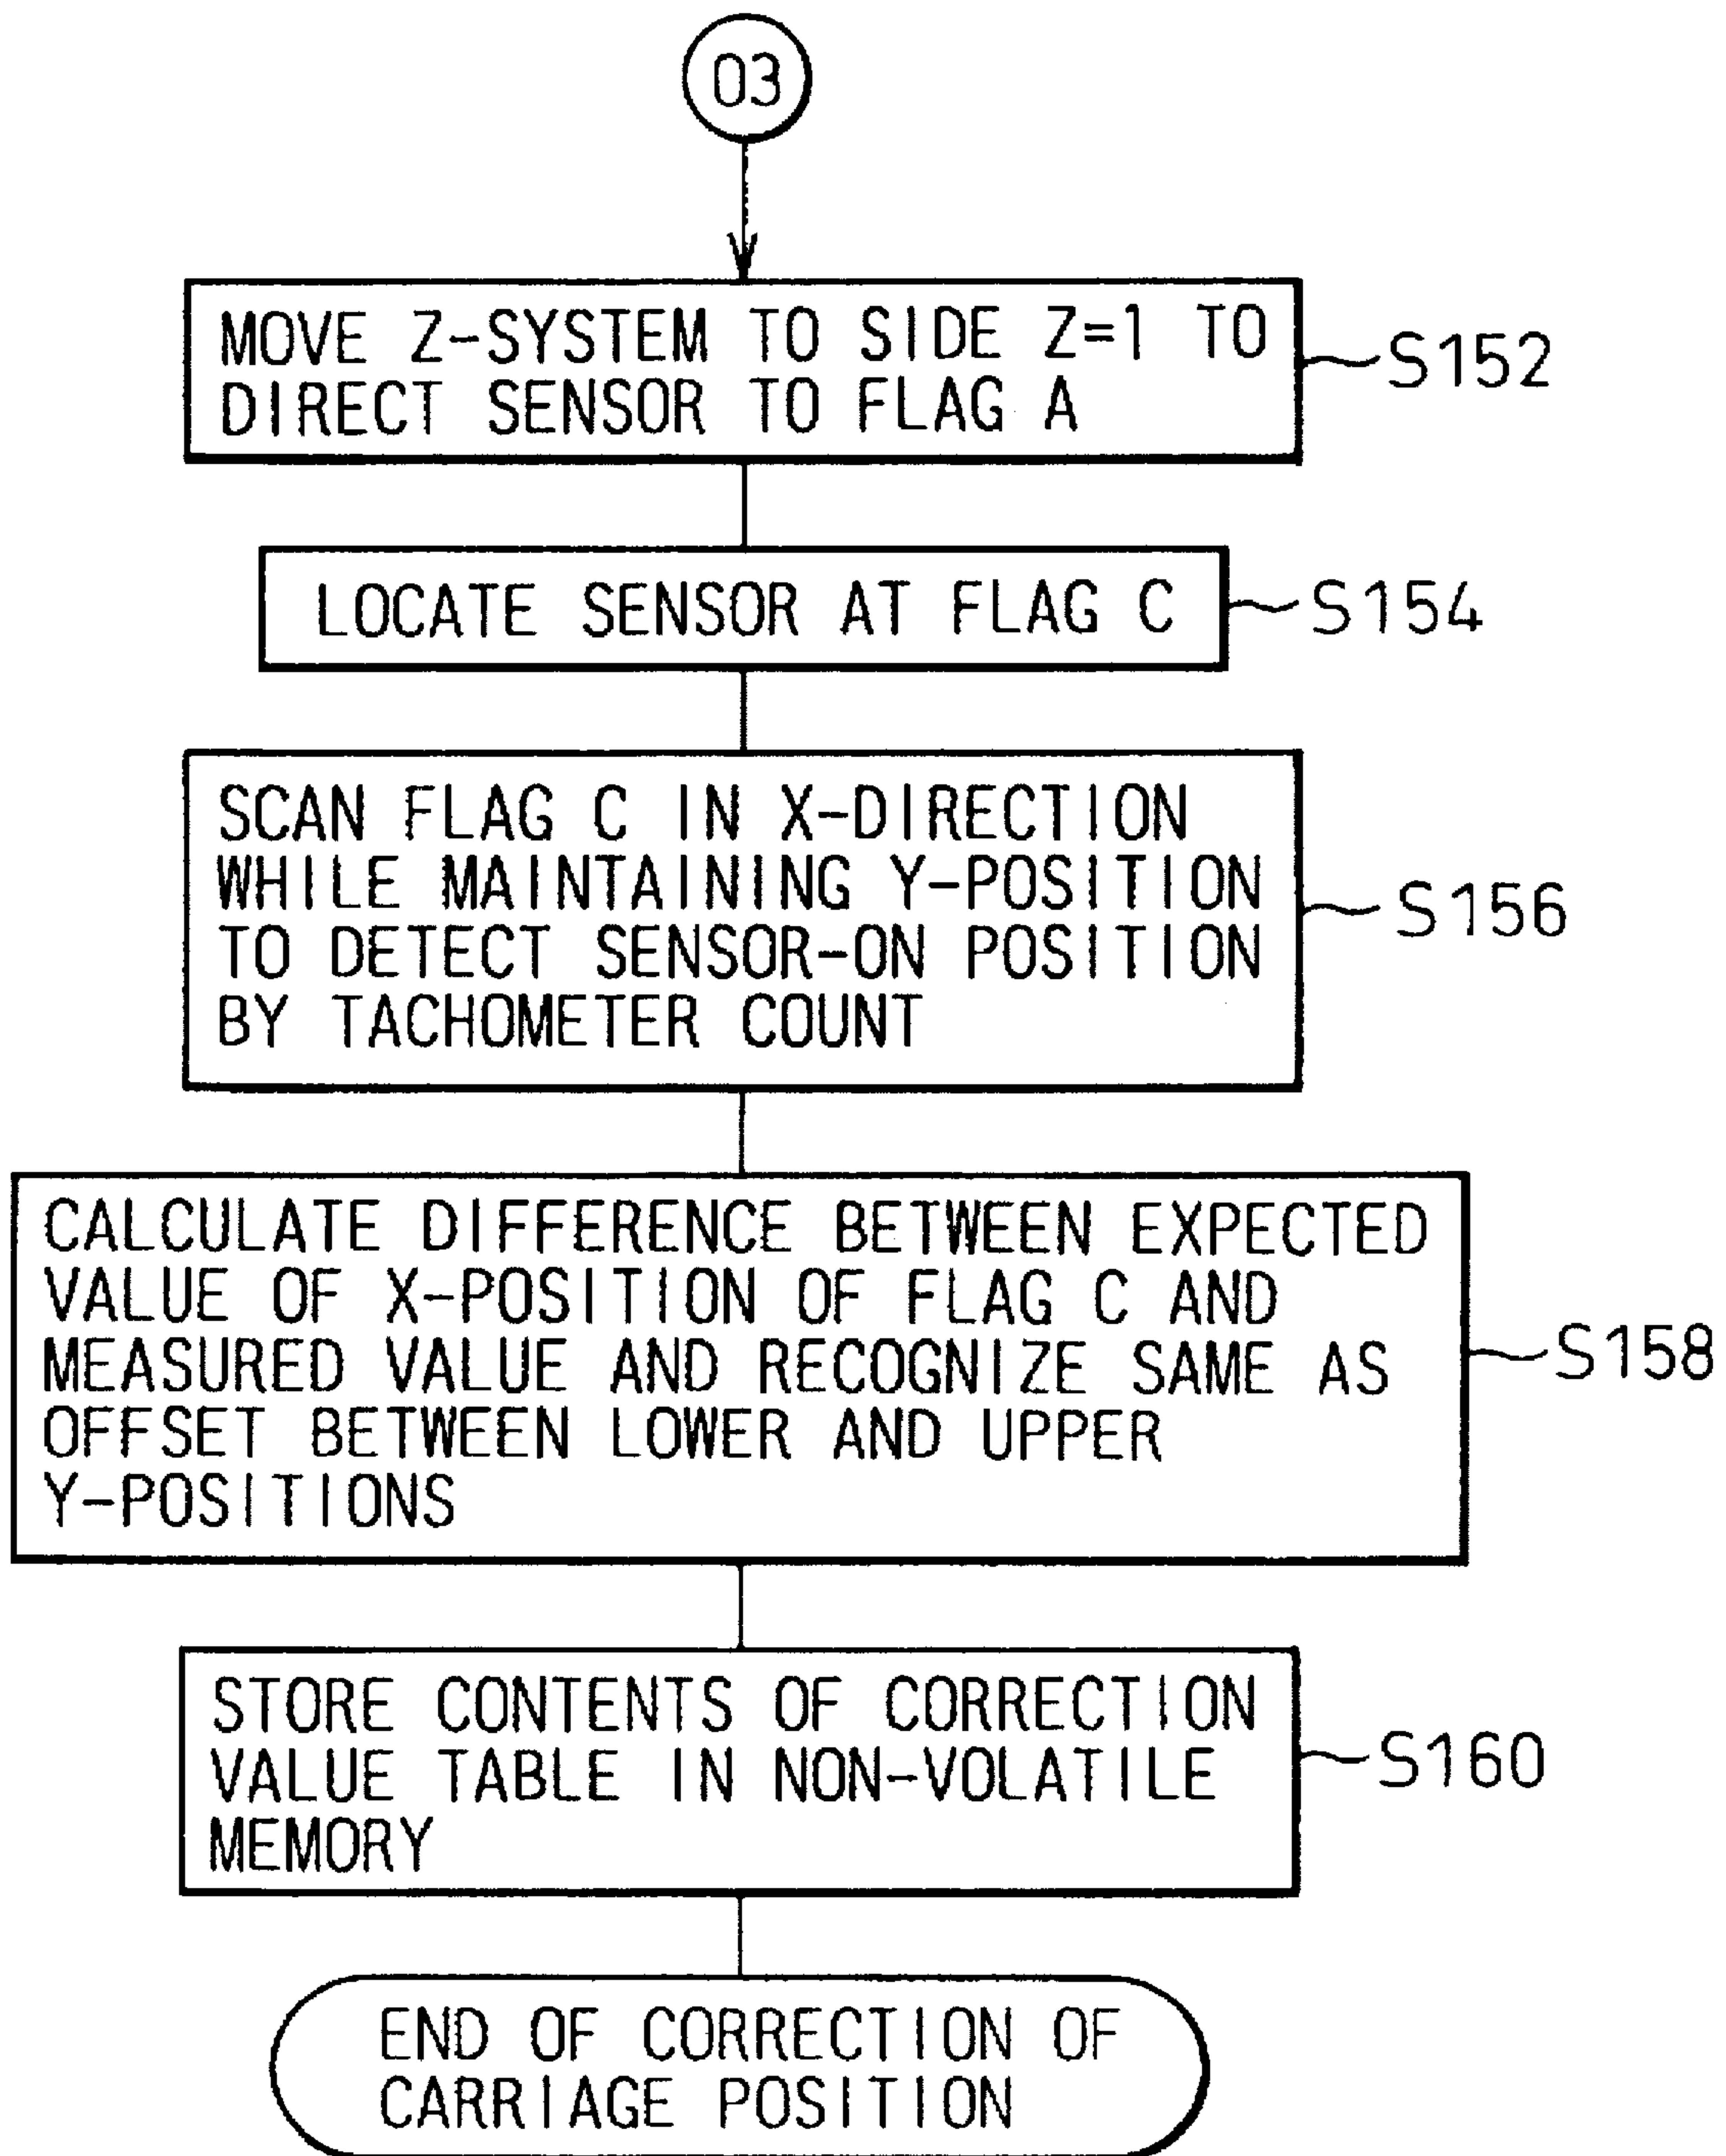 03
MOVE Z-SYSTEM TO SIDE Z=1 TO
DIRECT SENSOR TO FLAG A
S152
LOCATE SENSOR AT FLAG C
S154
SCAN FLAG C IN X-DIRECTION
WHILE MAINTAINING Y-POSITION
TO DETECT SENSOR-ON POSITION
BY TACHOMETER COUNT
S156
CALCULATE DIFFERENCE BETWEEN EXPECTED
VALUE OF X-POSITION OF FLAG C AND
MEASURED VALUE AND RECOGNIZE SAME AS
OFFSET BETWEEN LOWER AND UPPER
Y-POSITIONS
S158
STORE CONTENTS OF CORRECTION
VALUE TABLE IN NON-VOLATILE
MEMORY
S160
END OF CORRECTION OF
CARRIAGE POSITION